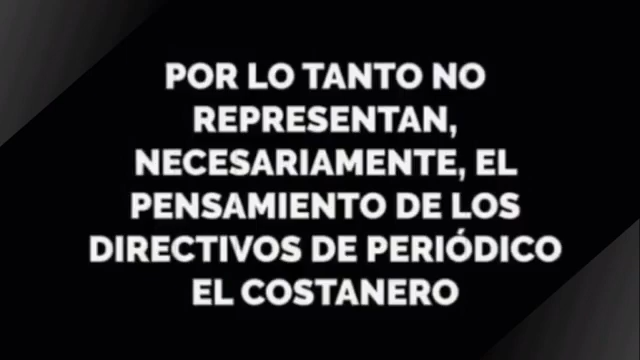 POR LO TANTO NO
REPRESENTAN,
NECESARIAMENTE, EL
PENSAMIENTO DE LOS
DIRECTIVOS DE PERIÓDICO
EL COSTANERO